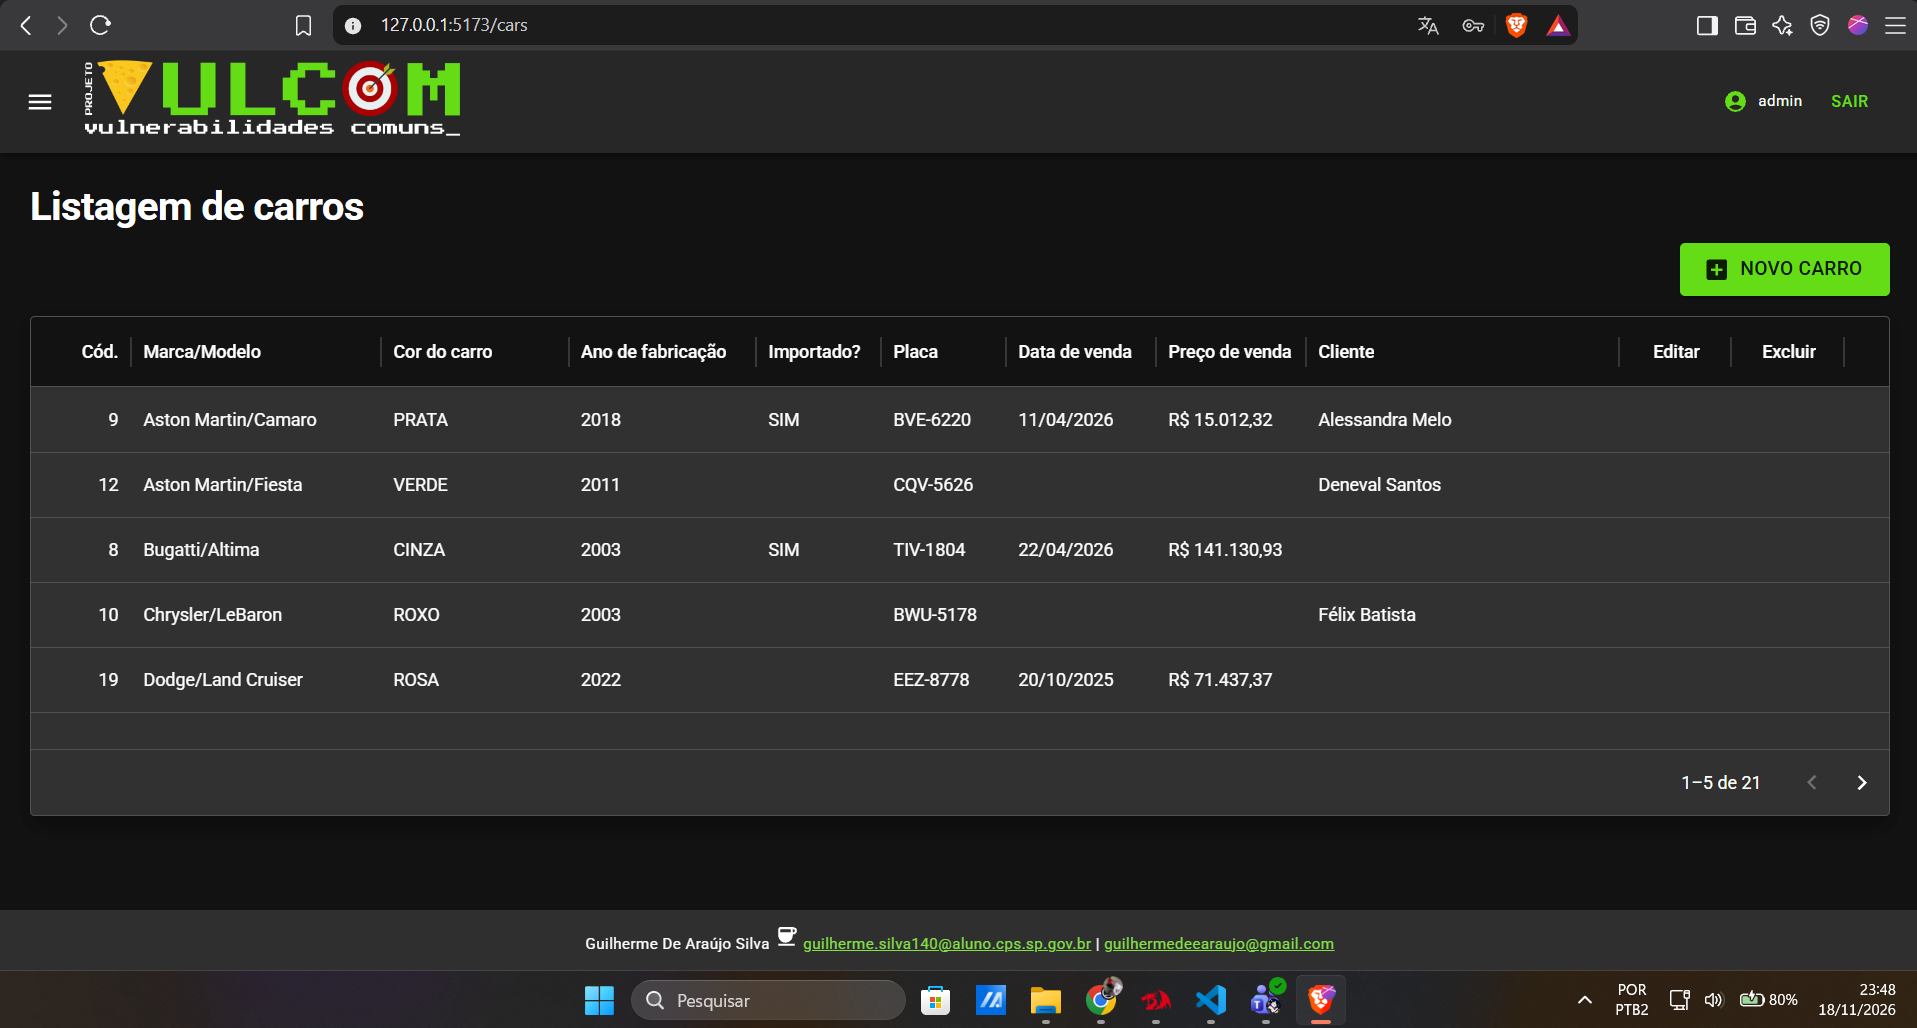 127.0.0.1:5173/cars
PROJETO VULCOM
vulnerabilidades comuns_
admin SAIR
Listagem de carros
NOVO CARRO
Cód. Marca/Modelo Cor do carro Ano de fabricação Importado? Placa Data de venda Preço de venda Cliente Editar Excluir
9 Aston Martin/Camaro PRATA 2018 SIM BVE-6220 11/04/2026 R$ 15.012,32 Alessandra Melo
12 Aston Martin/Fiesta VERDE 2011 CQV-5626 Deneval Santos
8 Bugatti/Altima CINZA 2003 SIM TIV-1804 22/04/2026 R$ 141.130,93
10 Chrysler/LeBaron ROXO 2003 BWU-5178 Félix Batista
19 Dodge/Land Cruiser ROSA 2022 EEZ-8778 20/10/2025 R$ 71.437,37
1–5 de 21
Guilherme De Araújo Silva guilherme.silva140@aluno.cps.sp.gov.br | guilhermedeearaujo@gmail.com
Pesquisar
POR
PTB2
80%
23:48
18/11/2026